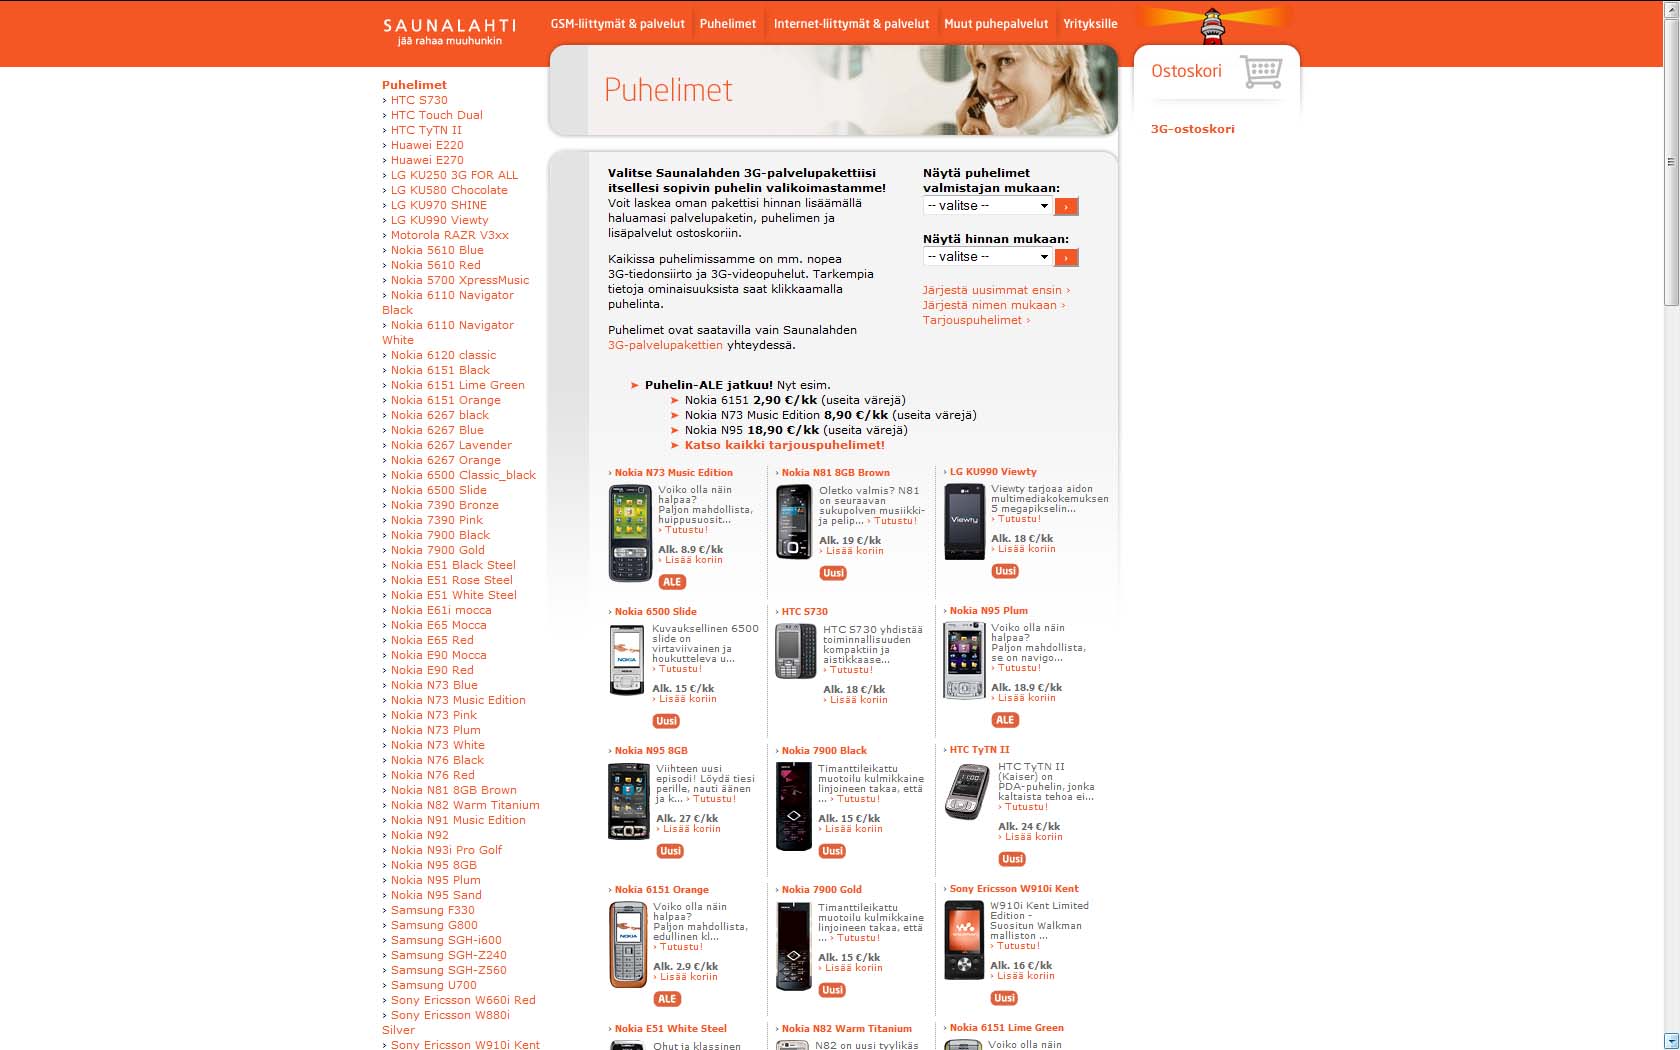 SAUNALAHTI
jää rahaa muuhunkin
GSM-liittymät & palvelut
Puhelimet
Internet-liittymät & palvelut
Muut puhepalvelut
Yrityksille
Puhelimet
Ostoskori
3G-ostoskori
Puhelimet
› HTC S730
› HTC Touch Dual
› HTC TyTN II
› Huawei E220
› Huawei E270
› LG KU250 3G FOR ALL
› LG KU580 Chocolate
› LG KU970 SHINE
› LG KU990 Viewty
› Motorola RAZR V3xx
› Nokia 5610 Blue
› Nokia 5610 Red
› Nokia 5700 XpressMusic
› Nokia 6110 Navigator
Black
› Nokia 6110 Navigator
White
› Nokia 6120 classic
› Nokia 6151 Black
› Nokia 6151 Lime Green
› Nokia 6151 Orange
› Nokia 6267 black
› Nokia 6267 Blue
› Nokia 6267 Lavender
› Nokia 6267 Orange
› Nokia 6500 Classic_black
› Nokia 6500 Slide
› Nokia 7390 Bronze
› Nokia 7390 Pink
› Nokia 7900 Black
› Nokia 7900 Gold
› Nokia E51 Black Steel
› Nokia E51 Rose Steel
› Nokia E51 White Steel
› Nokia E61i mocca
› Nokia E65 Mocca
› Nokia E65 Red
› Nokia E90 Mocca
› Nokia E90 Red
› Nokia N73 Blue
› Nokia N73 Music Edition
› Nokia N73 Pink
› Nokia N73 Plum
› Nokia N73 White
› Nokia N76 Black
› Nokia N76 Red
› Nokia N81 8GB Brown
› Nokia N82 Warm Titanium
› Nokia N91 Music Edition
› Nokia N92
› Nokia N93i Pro Golf
› Nokia N95 8GB
› Nokia N95 Plum
› Nokia N95 Sand
› Samsung F330
› Samsung G800
› Samsung SGH-i600
› Samsung SGH-Z240
› Samsung SGH-Z560
› Samsung U700
› Sony Ericsson W660i Red
› Sony Ericsson W880i
Silver
› Sony Ericsson W910i Kent
Valitse Saunalahden 3G-palvelupakettiisi
itsellesi sopivin puhelin valikoimastamme!
Voit laskea oman pakettisi hinnan lisäämällä
haluamasi palvelupaketin, puhelimen ja
lisäpalvelut ostoskoriin.
Kaikissa puhelimissamme on mm. nopea
3G-tiedonsiirto ja 3G-videopuhelut. Tarkempia
tietoja ominaisuuksista saat klikkaamalla
puhelinta.
Puhelimet ovat saatavilla vain Saunalahden
3G-palvelupakettien yhteydessä.
Näytä puhelimet
valmistajan mukaan:
-- valitse --
›
Näytä hinnan mukaan:
-- valitse --
›
Järjestä uusimmat ensin ›
Järjestä nimen mukaan ›
Tarjouspuhelimet ›
Puhelin-ALE jatkuu! Nyt esim.
Nokia 6151 2,90 €/kk (useita värejä)
Nokia N73 Music Edition 8,90 €/kk (useita värejä)
Nokia N95 18,90 €/kk (useita värejä)
Katso kaikki tarjouspuhelimet!
› Nokia N73 Music Edition
Voiko olla näin
halpaa?
Paljon mahdollista,
huippusuosit...
› Tutustu!
Alk. 8.9 €/kk
› Lisää koriin
ALE
› Nokia N81 8GB Brown
Oletko valmis? N81
on seuraavan
sukupolven musiikki-
ja pelip... › Tutustu!
Alk. 19 €/kk
› Lisää koriin
Uusi
› LG KU990 Viewty
LG
Viewty
Viewty tarjoaa aidon
multimediakokemuksen
5 megapikselin...
› Tutustu!
Alk. 18 €/kk
› Lisää koriin
Uusi
› Nokia 6500 Slide
NOKIA
Kuvauksellinen 6500
slide on
virtaviivainen ja
houkutteleva u...
› Tutustu!
Alk. 15 €/kk
› Lisää koriin
Uusi
› HTC S730
HTC S730 yhdistää
toiminnallisuuden
kompaktiin ja
aistikkaase...
› Tutustu!
Alk. 18 €/kk
› Lisää koriin
› Nokia N95 Plum
Voiko olla näin
halpaa?
Paljon mahdollista,
se on navigo...
› Tutustu!
Alk. 18.9 €/kk
› Lisää koriin
ALE
› Nokia N95 8GB
Viihteen uusi
episodi! Löydä tiesi
perille, nauti äänen
ja k... › Tutustu!
Alk. 27 €/kk
› Lisää koriin
Uusi
› Nokia 7900 Black
Timanttileikattu
muotoilu kulmikkaine
linjoineen takaa, että
... › Tutustu!
Alk. 15 €/kk
› Lisää koriin
Uusi
› HTC TyTN II
HTC TyTN II
(Kaiser) on
PDA-puhelin, jonka
kaltaista tehoa ei...
› Tutustu!
Alk. 24 €/kk
› Lisää koriin
Uusi
› Nokia 6151 Orange
NOKIA
Voiko olla näin
halpaa?
Paljon mahdollista,
edullinen kl...
› Tutustu!
Alk. 2.9 €/kk
› Lisää koriin
ALE
› Nokia 7900 Gold
Timanttileikattu
muotoilu kulmikkaine
linjoineen takaa, että
... › Tutustu!
Alk. 15 €/kk
› Lisää koriin
Uusi
› Sony Ericsson W910i Kent
W910i Kent Limited
Edition -
Suositun Walkman
malliston ...
› Tutustu!
Alk. 16 €/kk
› Lisää koriin
Uusi
› Nokia E51 White Steel
Ohut ja klassinen
› Nokia N82 Warm Titanium
N82 on uusi tyylikäs
› Nokia 6151 Lime Green
Voiko olla näin